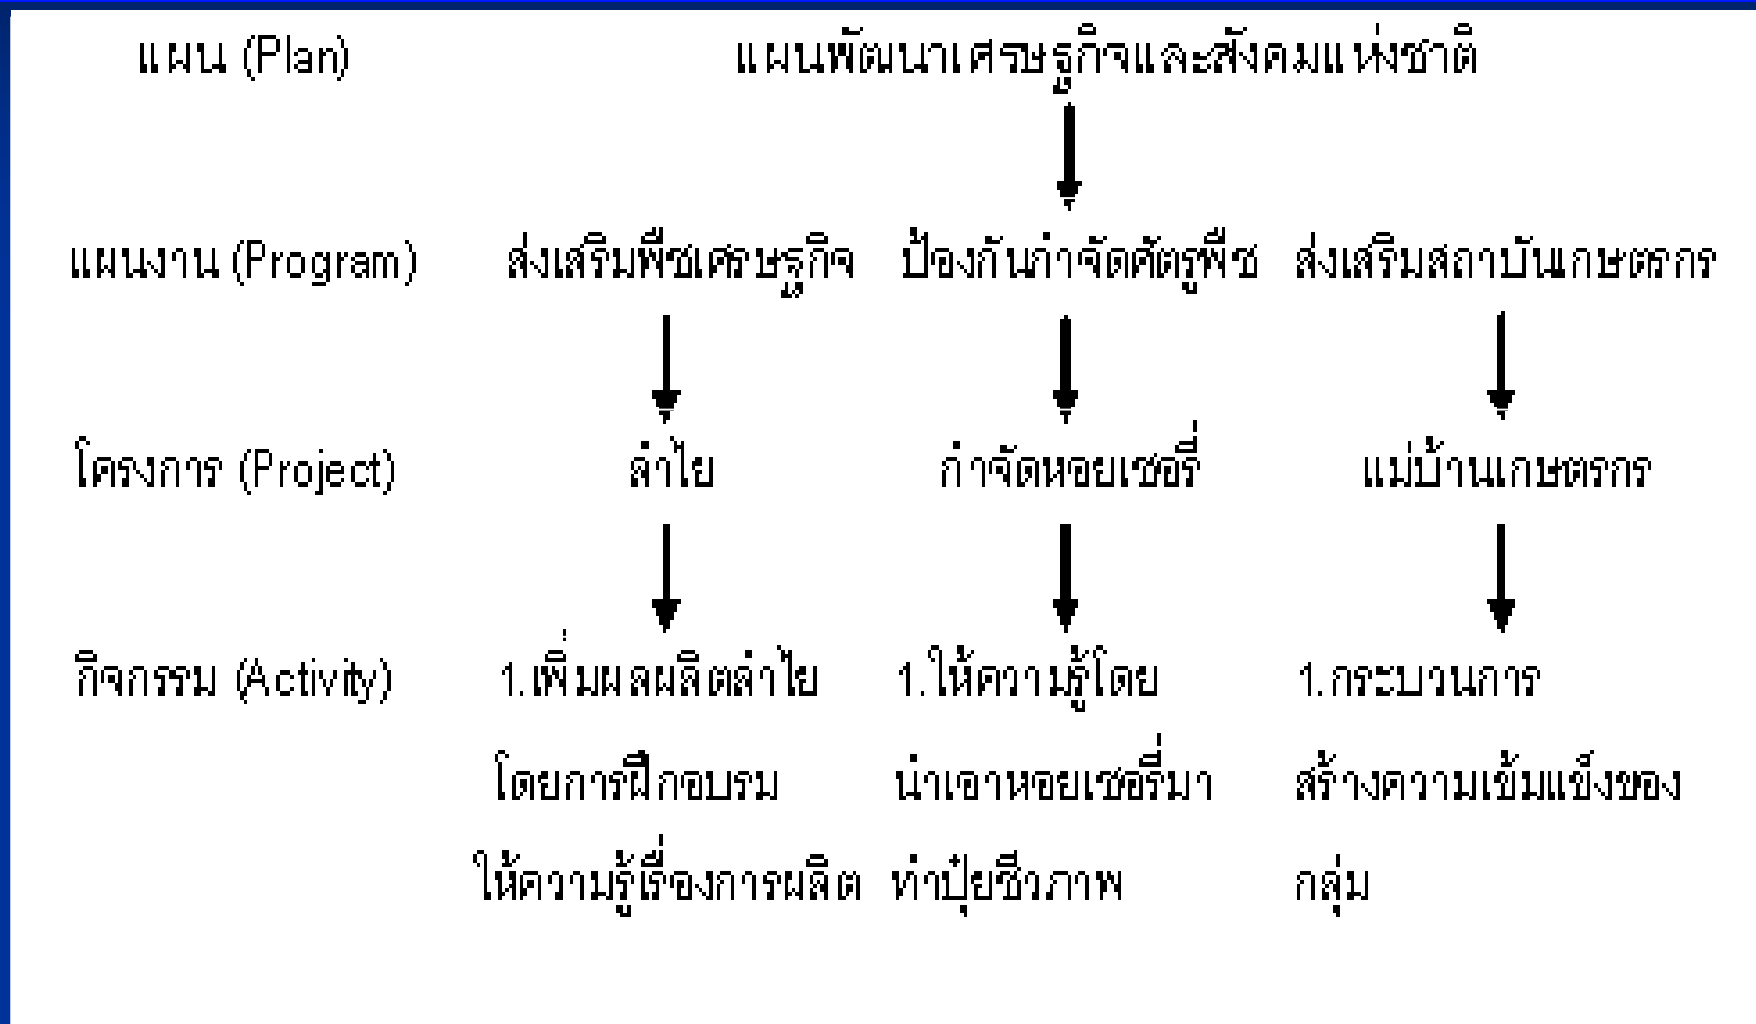 แผน (Plan) แผนพัฒนาเศรษฐกิจและสังคมแห่งชาติ
แผนงาน (Program) ส่งเสริมพืชเศรษฐกิจ ป้องกันกำจัดศัตรูพืช ส่งเสริมสถาบันเกษตรกร
โครงการ (Project) ลำไย กำจัดหอยเชอรี่ แม่บ้านเกษตรกร
กิจกรรม (Activity) 1.เพิ่มผลผลิตลำไย 1.ให้ความรู้โดย 1.กระบวนการ
โดยการฝึกอบรม นำเอาหอยเชอรี่มา สร้างความเข้มแข็งของ
ให้ความรู้เรื่องการผลิต ทำปุ๋ยชีวภาพ กลุ่ม